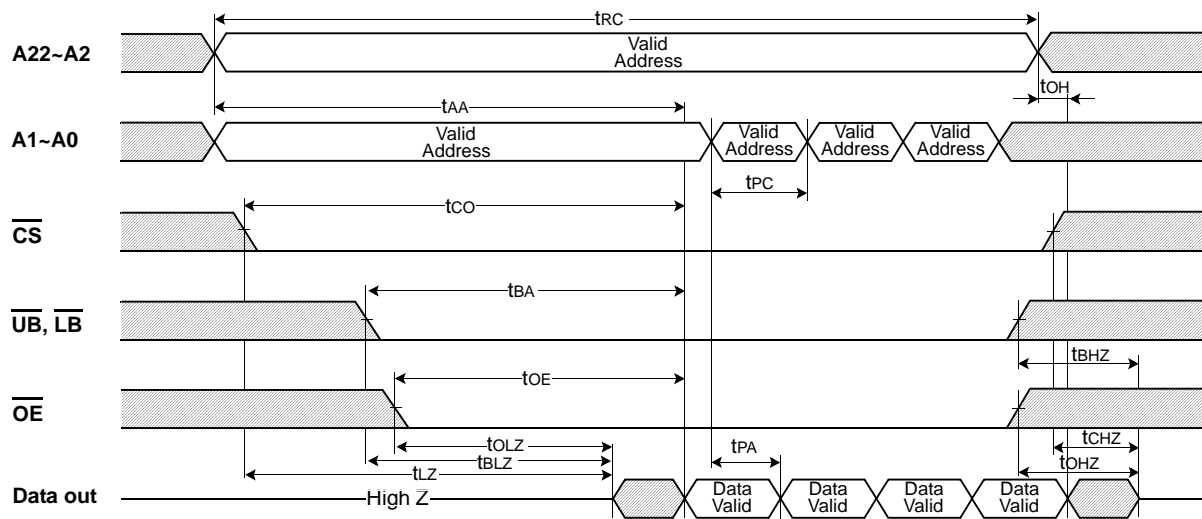 tRC
A22~A2
Valid
Address
tOH
tAA
A1~A0
Valid
Address
Valid
Address
Valid
Address
Valid
Address
tPC
tCO
CS
tBA
UB, LB
tBHZ
tOE
OE
tOLZ
tBLZ
tLZ
tPA
tCHZ
tOHZ
Data out
High Z
Data
Valid
Data
Valid
Data
Valid
Data
Valid